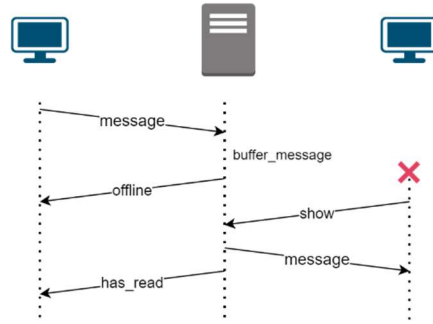 message
buffer_message
offline
show
message
has_read